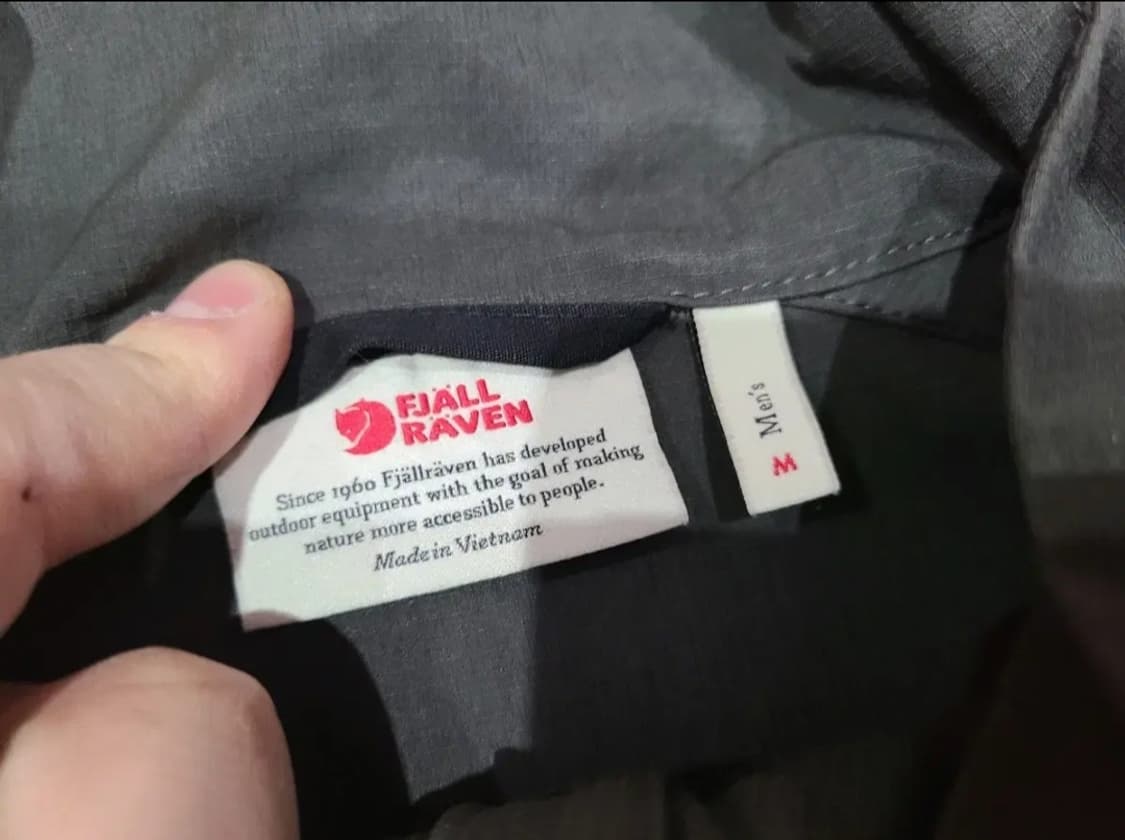 FJÄLL
RÄVEN
Since 1960 Fjällräven has developed
outdoor equipment with the goal of making
nature more accessible to people.
Made in Vietnam
Men's
M